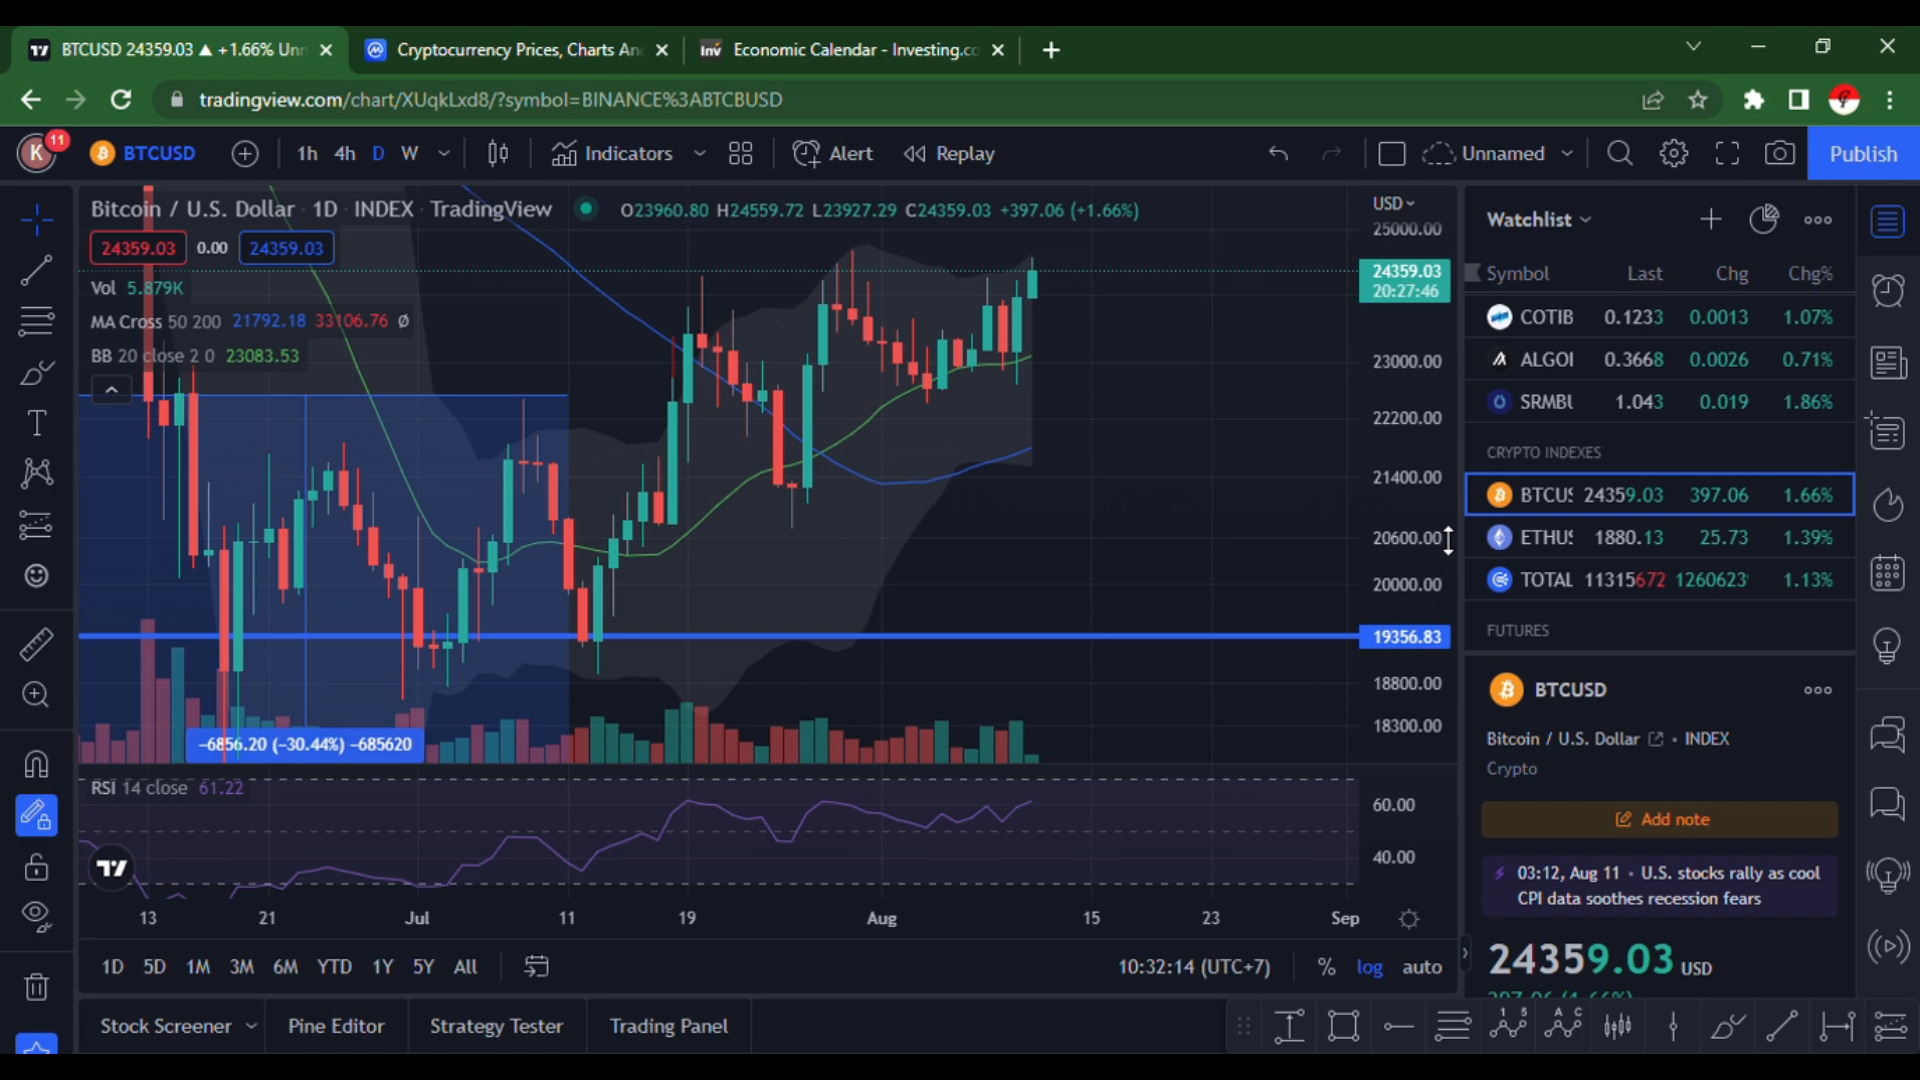 BTCUSD 24359.03 ▲ +1.66% Unn
Cryptocurrency Prices, Charts An
Inv Economic Calendar - Investing.co
tradingview.com/chart/XUqkLxd8/?symbol=BINANCE%3ABTCBUSD
K 11 BTCUSD 1h 4h D W Indicators Alert Replay Unnamed Publish
Bitcoin / U.S. Dollar · 1D · INDEX · TradingView O23960.80 H24559.72 L23927.29 C24359.03 +397.06 (+1.66%)
24359.03 0.00 24359.03
Vol 5.879K
MA Cross 50 200 21792.18 33106.76 Ø
BB 20 close 2 0 23083.53
USD
25000.00
24359.03
20:27:46
23000.00
22200.00
21400.00
20600.00
20000.00
19356.83
18800.00
18300.00
−6856.20 (−30.44%) −685620
RSI 14 close 61.22
60.00
40.00
13 21 Jul 11 19 Aug 15 23 Sep
1D 5D 1M 3M 6M YTD 1Y 5Y All 10:32:14 (UTC+7) % log auto
Stock Screener Pine Editor Strategy Tester Trading Panel
1 5 A C
Watchlist
Symbol Last Chg Chg%
COTIB 0.1233 0.0013 1.07%
ALGOI 0.3668 0.0026 0.71%
SRMBU 1.043 0.019 1.86%
CRYPTO INDEXES
BTCUS 24359.03 397.06 1.66%
ETHUS 1880.13 25.73 1.39%
TOTAL 11315672 1260623 1.13%
FUTURES
BTCUSD
Bitcoin / U.S. Dollar • INDEX
Crypto
Add note
03:12, Aug 11 • U.S. stocks rally as cool
CPI data soothes recession fears
24359.03 USD